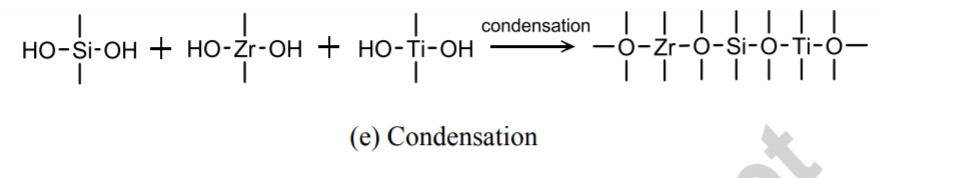 condensation
HO-Si-OH + HO-Zr-OH + HO-Ti-OH → -O-Zr-O-Si-O-Ti-O-
(e) Condensation